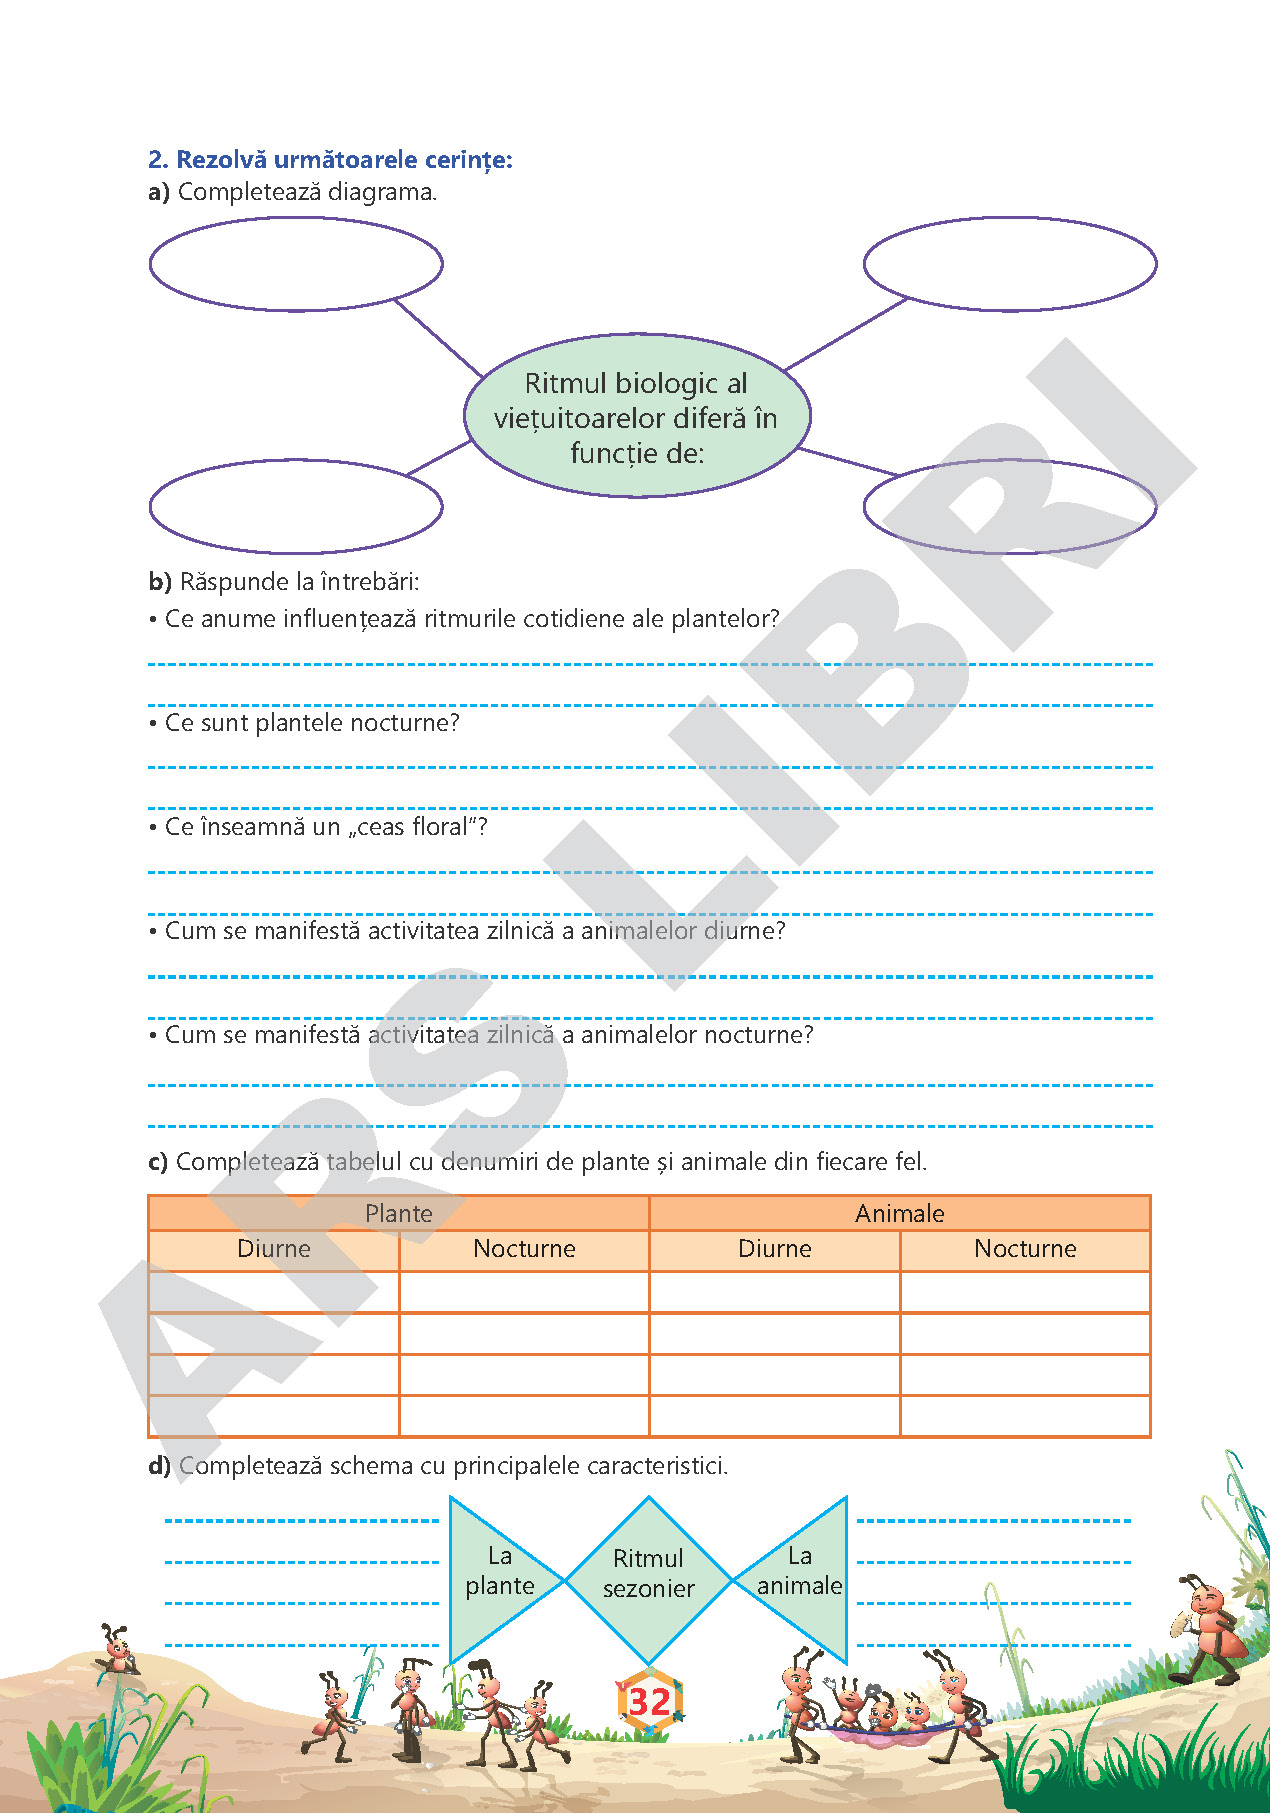 2. Rezolvă următoarele cerințe:
a) Completează diagrama.
Ritmul biologic al
viețuitoarelor diferă în
funcție de:
b) Răspunde la întrebări:
• Ce anume influențează ritmurile cotidiene ale plantelor?
• Ce sunt plantele nocturne?
• Ce înseamnă un „ceas floral”?
• Cum se manifestă activitatea zilnică a animalelor diurne?
• Cum se manifestă activitatea zilnică a animalelor nocturne?
c) Completează tabelul cu denumiri de plante și animale din fiecare fel.
Plante Animale
Diurne Nocturne Diurne Nocturne
d) Completează schema cu principalele caracteristici.
La
plante
Ritmul
sezonier
La
animale
32
ARS LIBRI